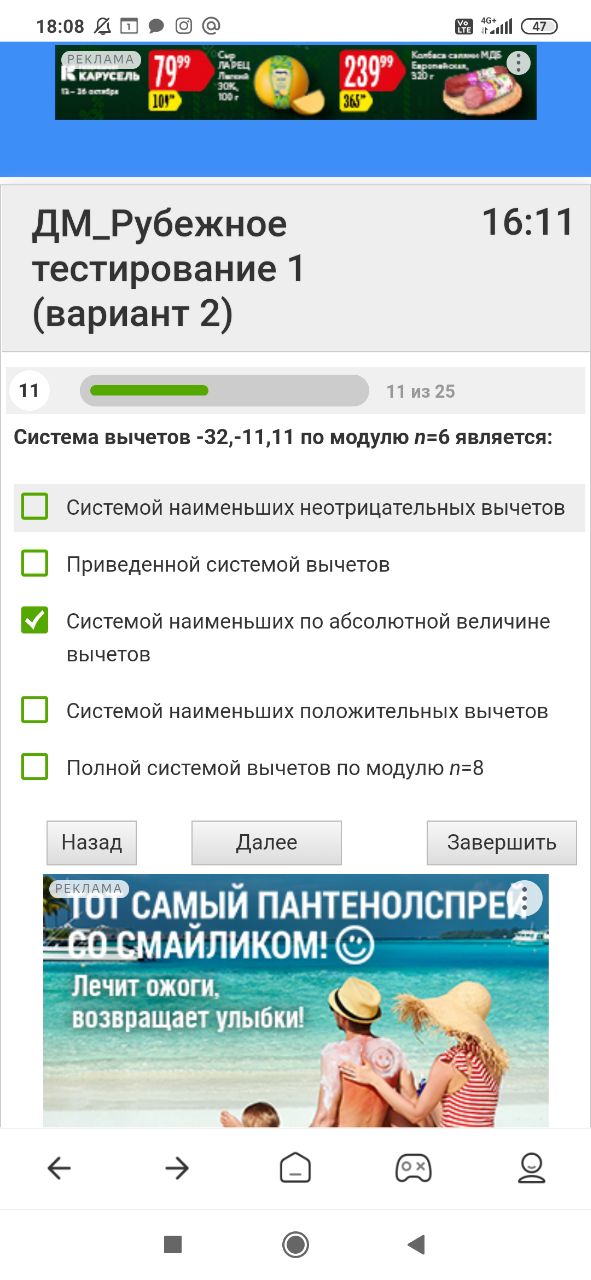 18:08
1
VO LTE 4G+ 47
РЕКЛАМА
КАРУСЕЛЬ
13 – 26 октября
79 99
104
Сыр
ЛАРЕЦ
Легкий
30%,
100 г
239 99
365
Колбаса салями МДБ
Европейская,
320 г
ДМ_Рубежное
тестирование 1
(вариант 2)
16:11
11
11 из 25
Система вычетов -32,-11,11 по модулю n=6 является:
Системой наименьших неотрицательных вычетов
Приведенной системой вычетов
Системой наименьших по абсолютной величине
вычетов
Системой наименьших положительных вычетов
Полной системой вычетов по модулю n=8
Назад
Далее
Завершить
РЕКЛАМА
ТОТ САМЫЙ ПАНТЕНОЛСПРЕЙ
СО СМАЙЛИКОМ!
Лечит ожоги,
возвращает улыбки!